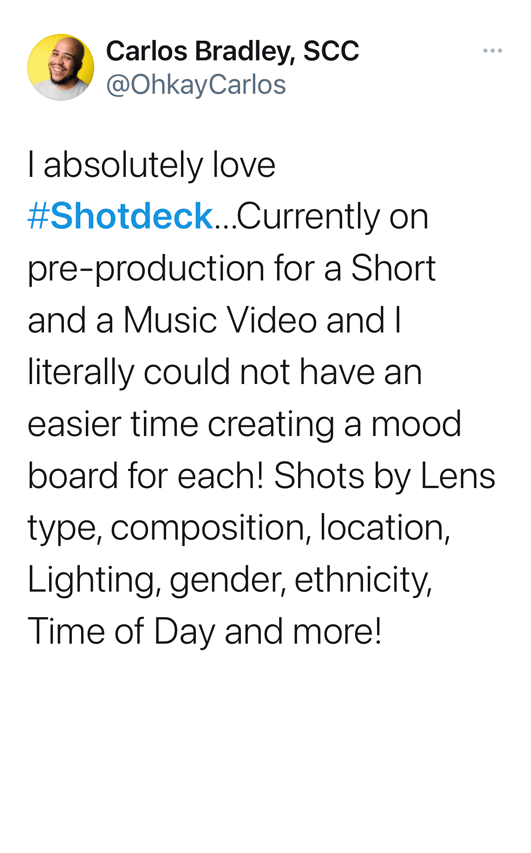 Carlos Bradley, SCC
@OhkayCarlos
I absolutely love
#Shotdeck...Currently on
pre-production for a Short
and a Music Video and I
literally could not have an
easier time creating a mood
board for each! Shots by Lens
type, composition, location,
Lighting, gender, ethnicity,
Time of Day and more!